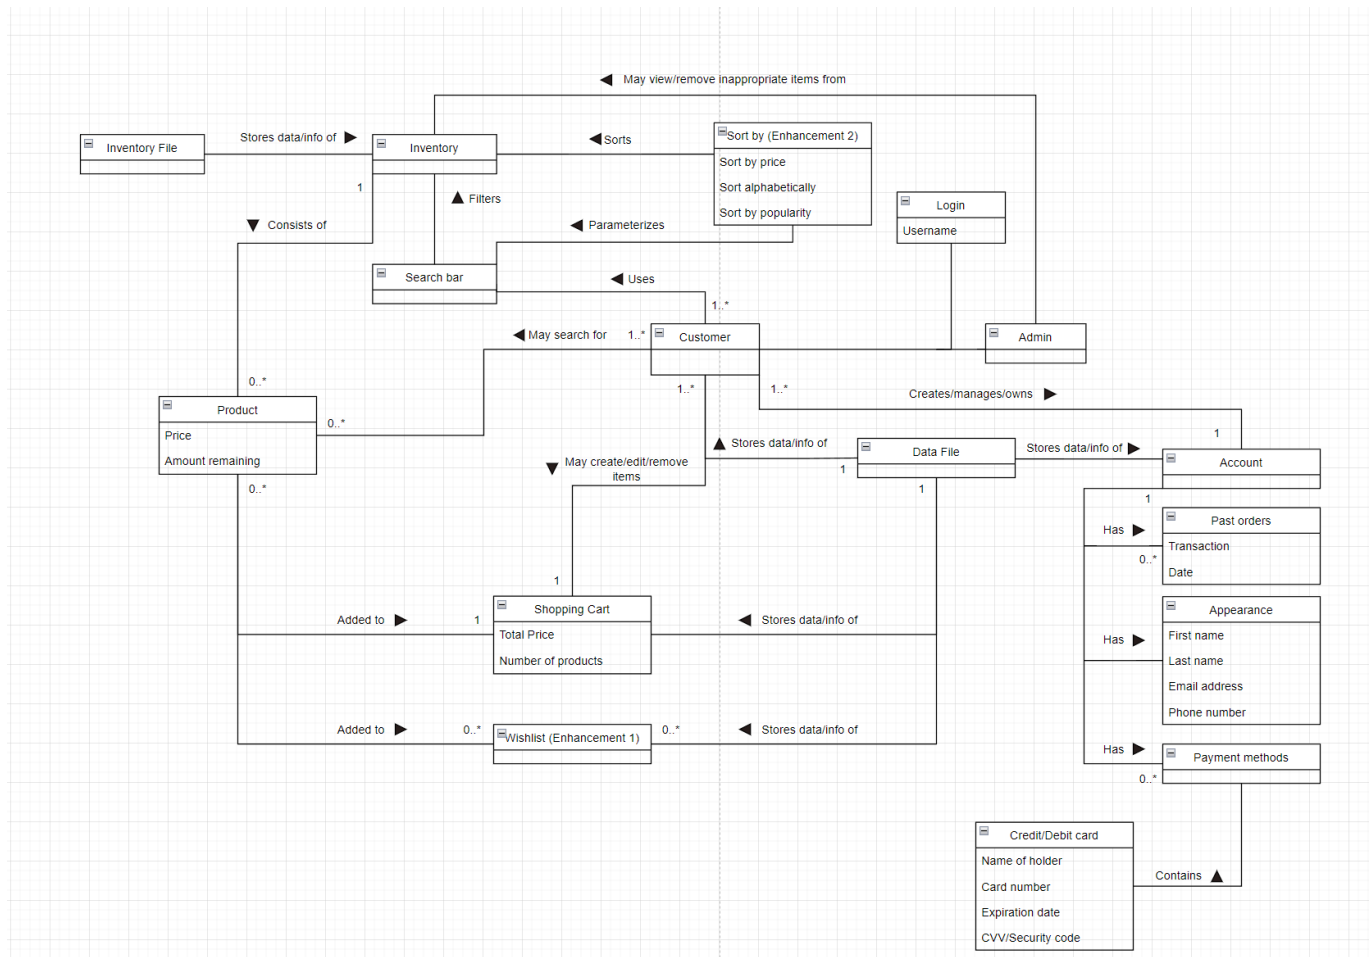 May view/remove inappropriate items from
Inventory File
Stores data/info of
Inventory
Sorts
Sort by (Enhancement 2)
Sort by price
Sort alphabetically
Sort by popularity
1
Filters
Login
Username
Consists of
Parameterizes
Search bar
Uses
1..*
May search for
1..*
Customer
Admin
0..*
1..*
1..*
Creates/manages/owns
Product
Price
Amount remaining
0..*
0..*
1
Stores data/info of
1
Data File
1
Stores data/info of
Account
1
May create/edit/remove
items
Has
Past orders
Transaction
Date
0..*
1
Shopping Cart
Total Price
Number of products
Added to
1
Stores data/info of
Has
Appearance
First name
Last name
Email address
Phone number
Added to
0..*
Wishlist (Enhancement 1)
0..*
Stores data/info of
Has
Payment methods
0..*
Credit/Debit card
Name of holder
Card number
Expiration date
CVV/Security code
Contains